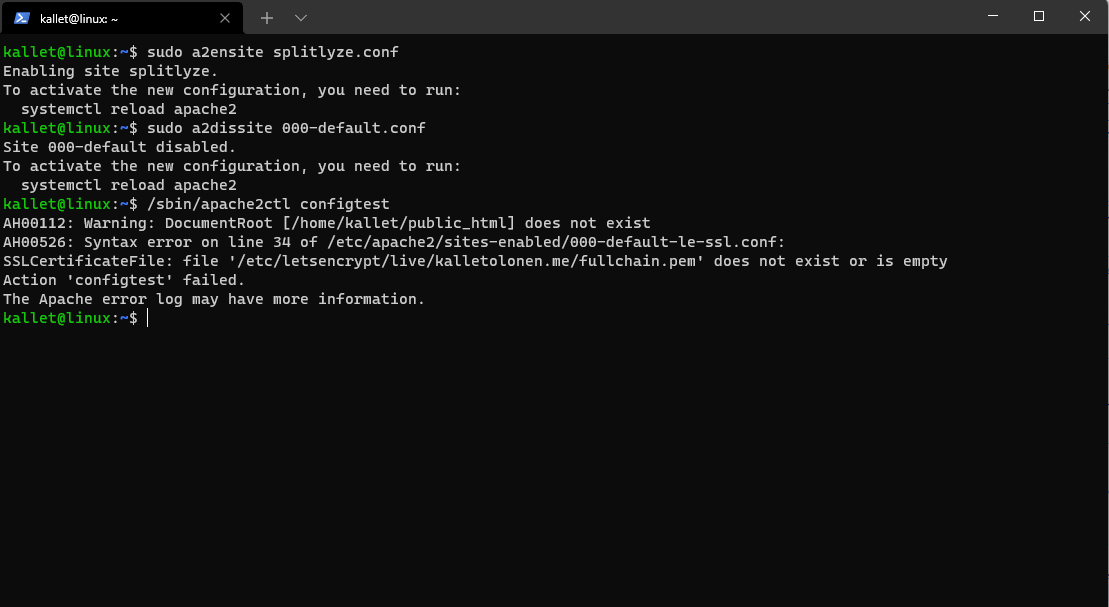 kallet@linux: ~
kallet@linux:~$ sudo a2ensite splitlyze.conf
Enabling site splitlyze.
To activate the new configuration, you need to run:
  systemctl reload apache2
kallet@linux:~$ sudo a2dissite 000-default.conf
Site 000-default disabled.
To activate the new configuration, you need to run:
  systemctl reload apache2
kallet@linux:~$ /sbin/apache2ctl configtest
AH00112: Warning: DocumentRoot [/home/kallet/public_html] does not exist
AH00526: Syntax error on line 34 of /etc/apache2/sites-enabled/000-default-le-ssl.conf:
SSLCertificateFile: file '/etc/letsencrypt/live/kalletolonen.me/fullchain.pem' does not exist or is empty
Action 'configtest' failed.
The Apache error log may have more information.
kallet@linux:~$